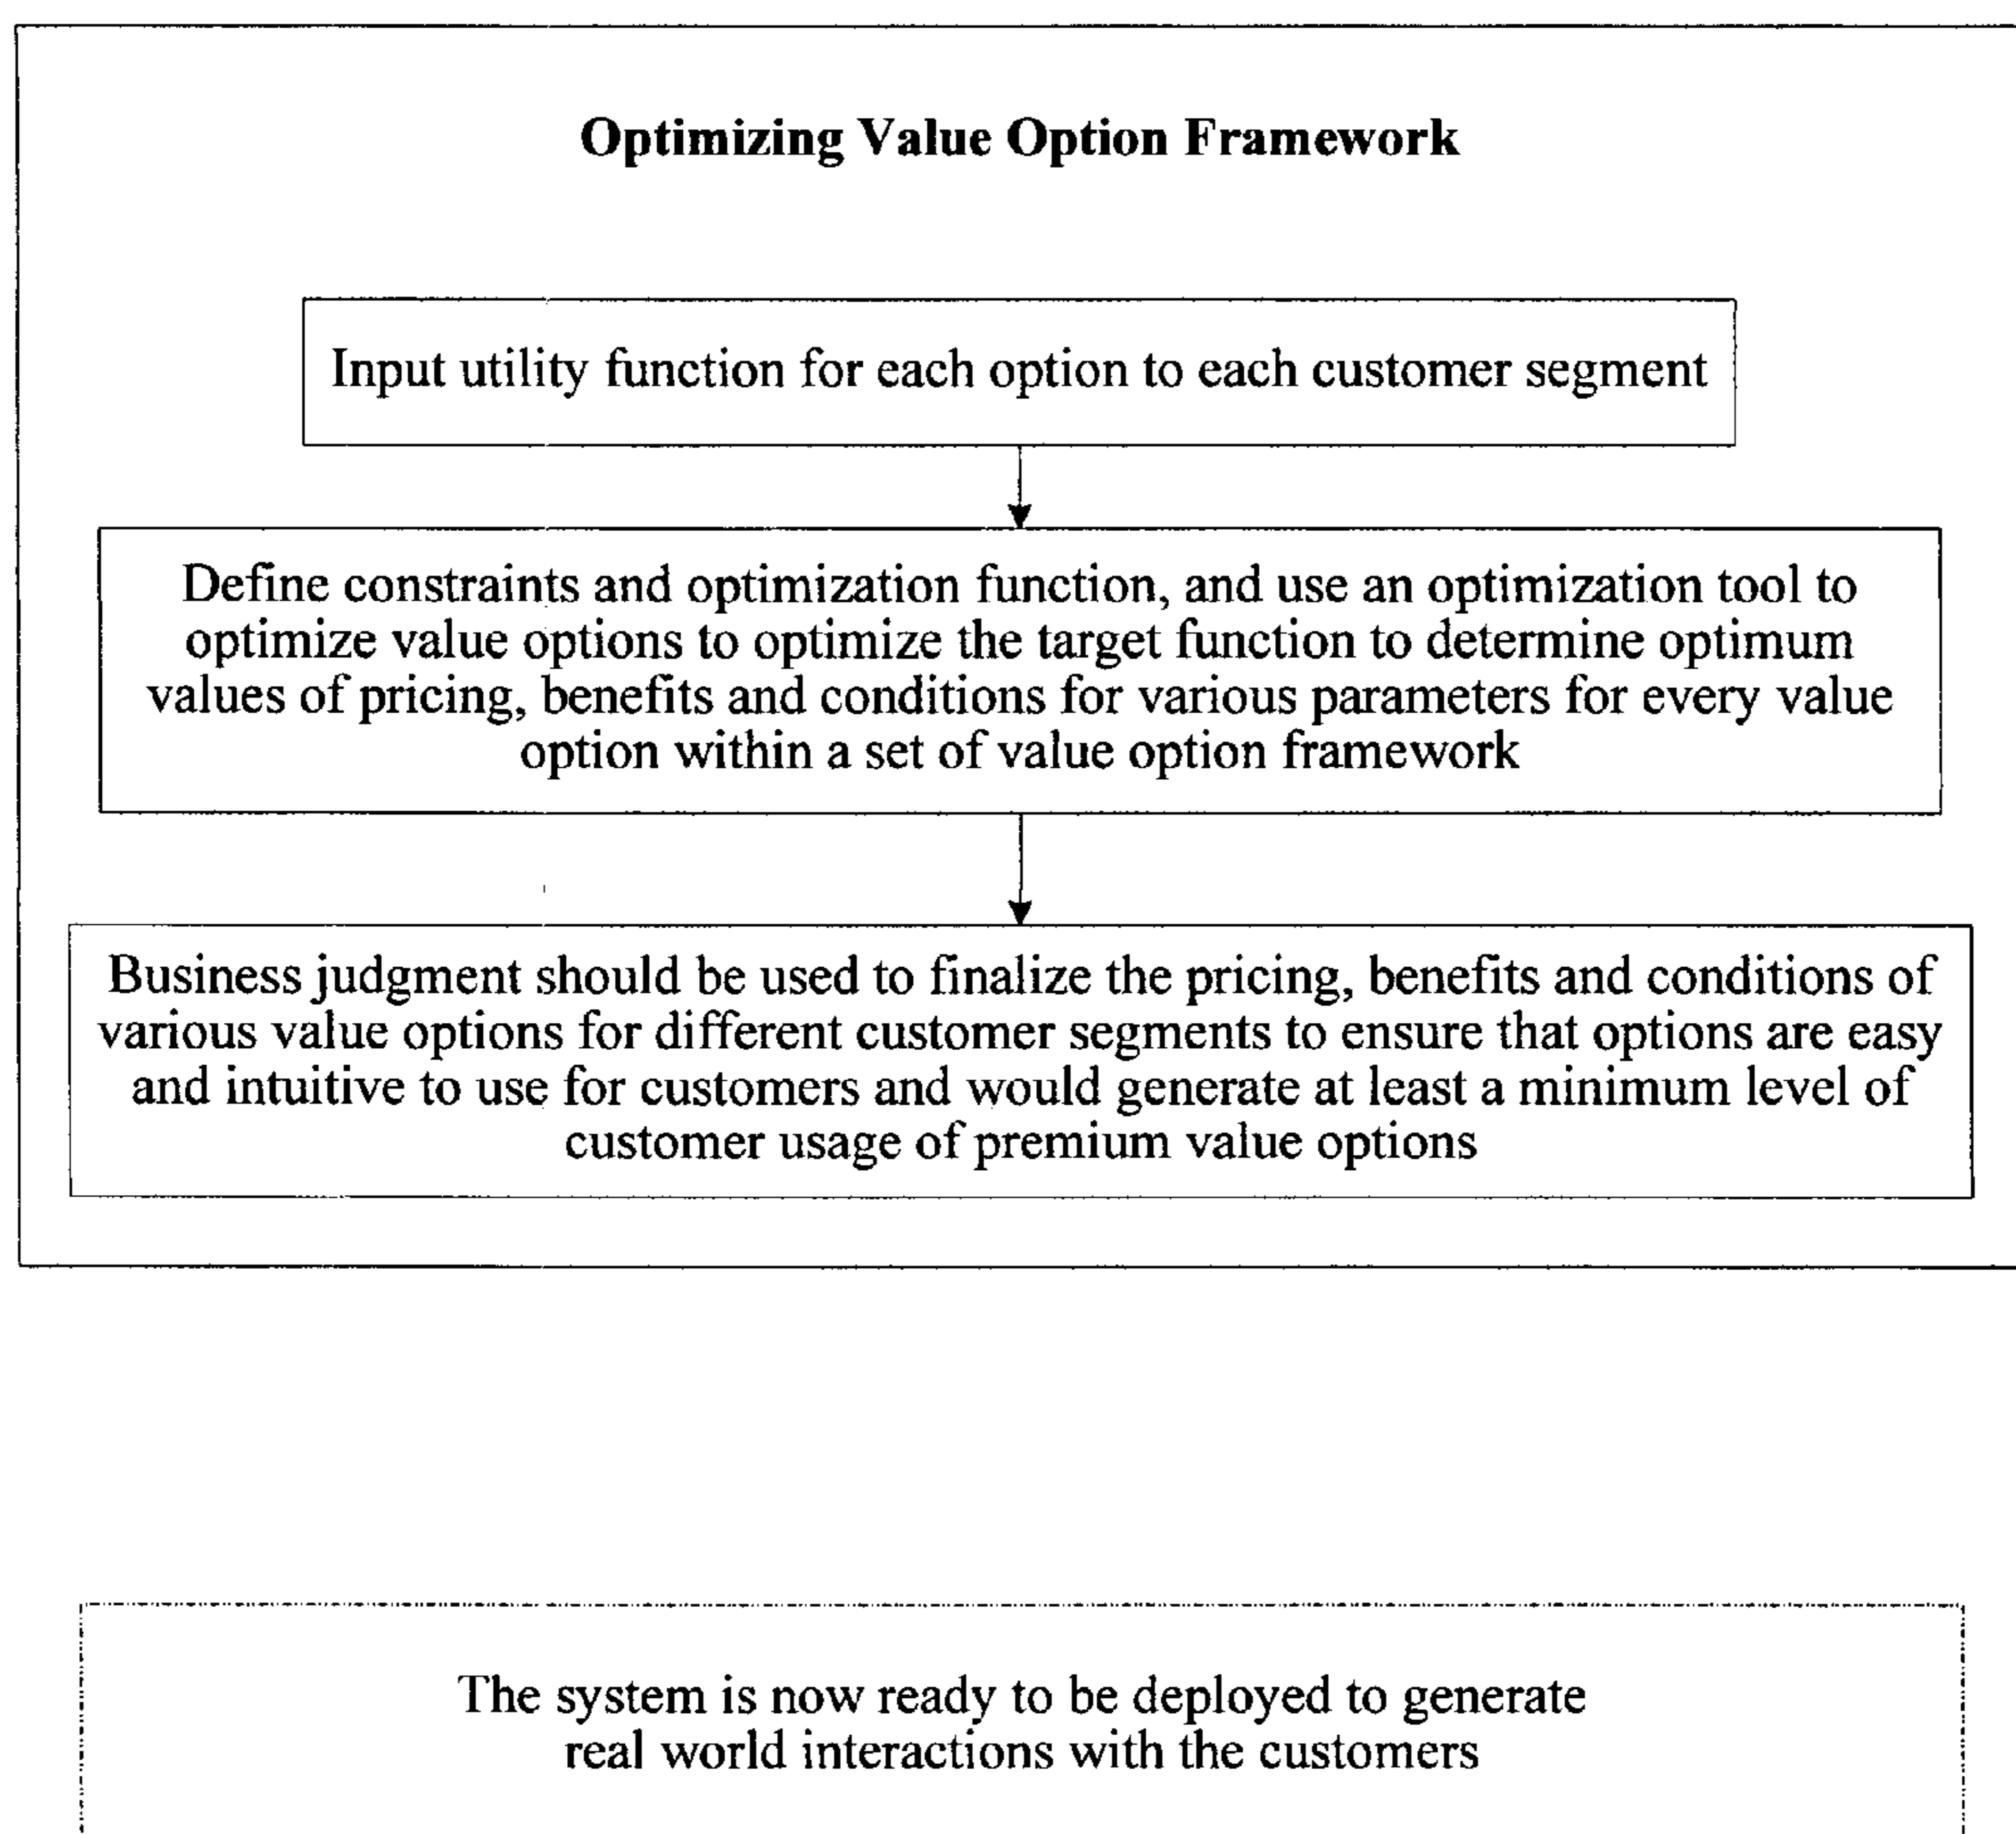 Optimizing Value Option Framework
Input utility function for each option to each customer segment
Define constraints and optimization function, and use an optimization tool to
optimize value options to optimize the target function to determine optimum
values of pricing, benefits and conditions for various parameters for every value
option within a set of value option framework
Business judgment should be used to finalize the pricing, benefits and conditions of
various value options for different customer segments to ensure that options are easy
and intuitive to use for customers and would generate at least a minimum level of
customer usage of premium value options
The system is now ready to be deployed to generate
real world interactions with the customers